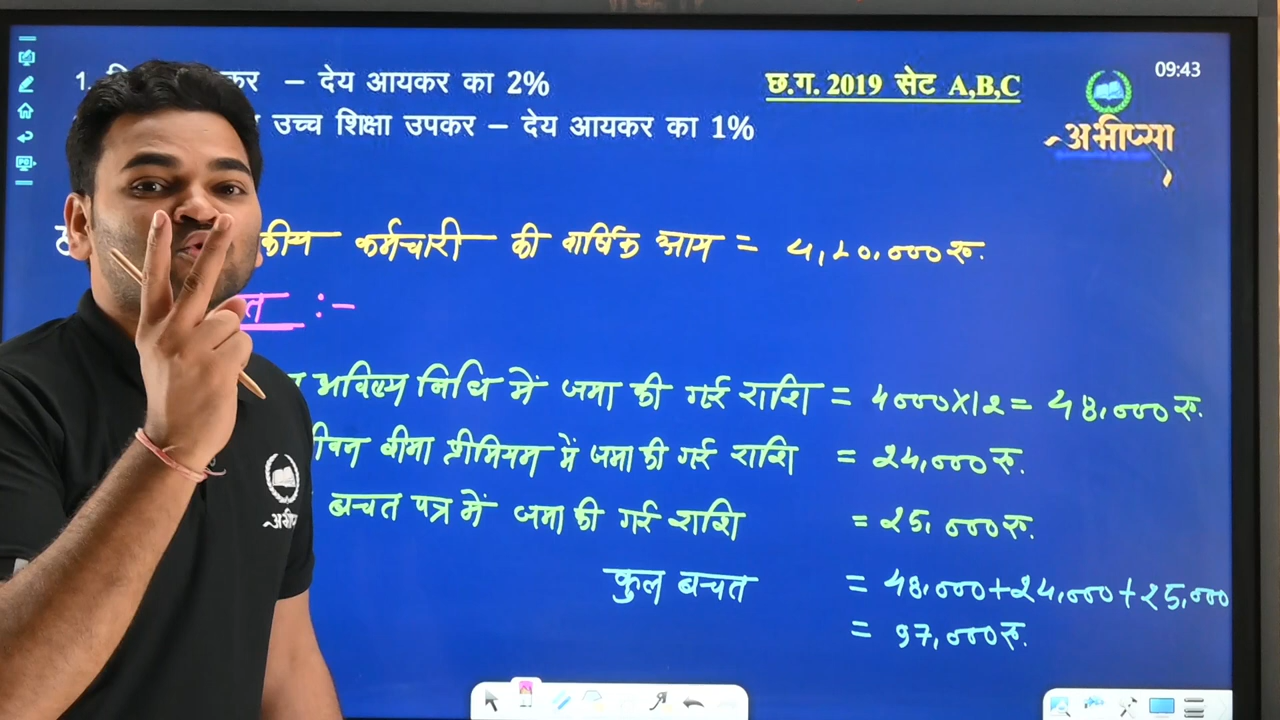 1. कर – देय आयकर का 2%
छ.ग. 2019 सेट A,B,C
09:43
उच्च शिक्षा उपकर – देय आयकर का 1%
अभीप्सा
कीय कर्मचारी की वार्षिक आय = 4,20,000 रु.
त :–
भविष्य निधि में जमा की गई राशि = 4000×12 = 48,000 रु.
वन बीमा प्रीमियम में जमा की गई राशि = 24,000 रु.
बचत पत्र में जमा की गई राशि = 25,000 रु.
कुल बचत = 48,000+24,000+25,000
= 97,000 रु.